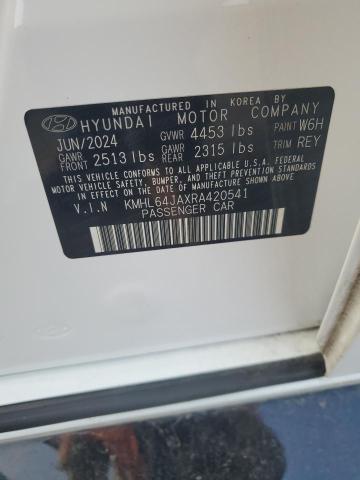 MANUFACTURED IN KOREA BY
HYUNDAI MOTOR COMPANY
JUN/2024 GVWR 4453 lbs PAINT W6H
GAWR FRONT 2513 lbs GAWR REAR 2315 lbs TRIM REY
THIS VEHICLE CONFORMS TO ALL APPLICABLE U.S.A. FEDERAL
MOTOR VEHICLE SAFETY, BUMPER, AND THEFT PREVENTION
STANDARDS IN EFFECT ON THE DATE OF MANUFACTURE SHOWN ABOVE.
V.I.N KMHL64JAXRA420541
PASSENGER CAR